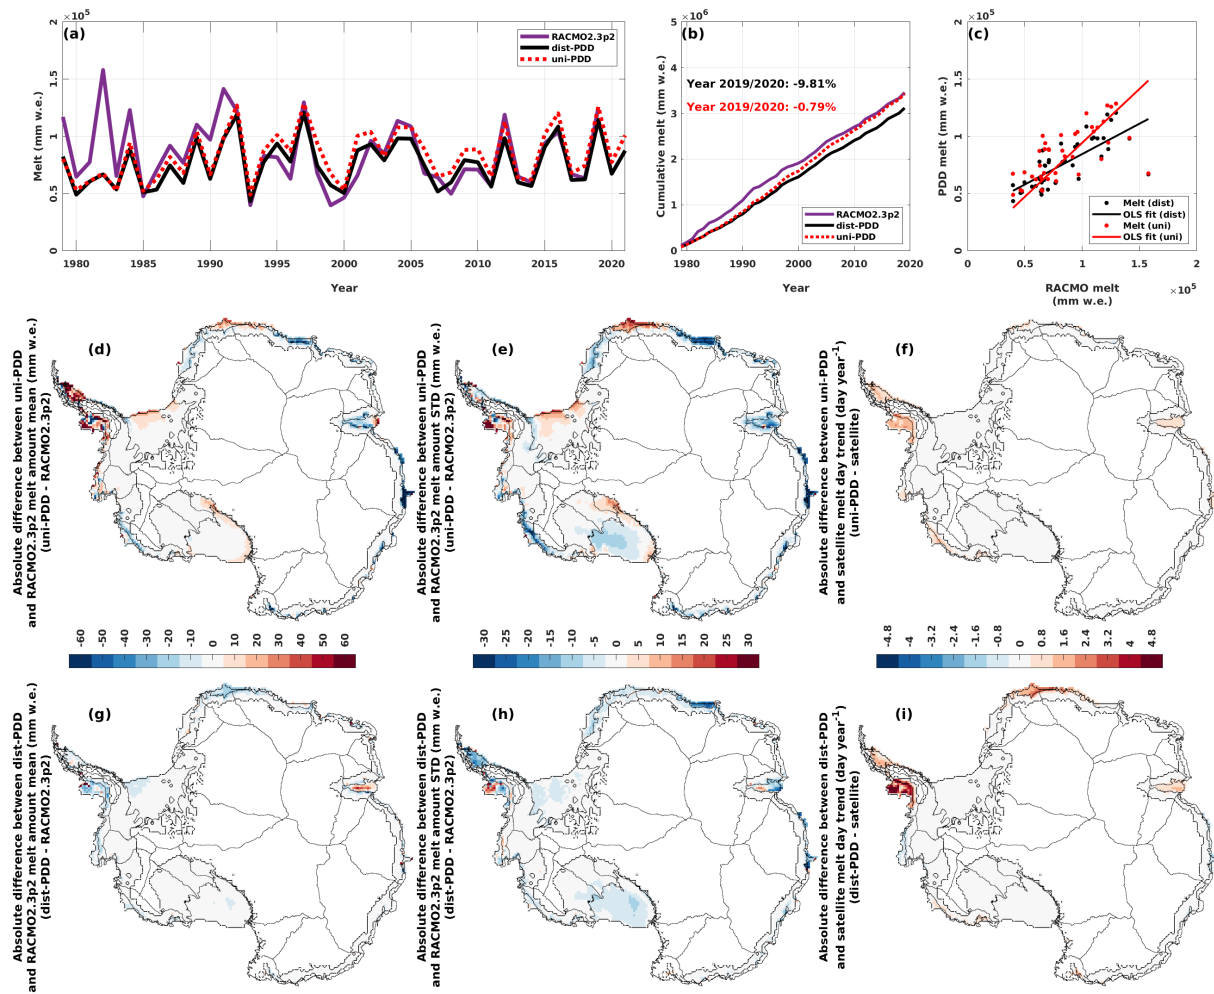 ×10⁵
2
1.5
1
0.5
0
Melt (mm w.e.)
(a)
RACMO2.3p2
dist-PDD
uni-PDD
1980
1985
1990
1995
2000
2005
2010
2015
2020
Year
×10⁶
5
4
3
2
1
0
Cumulative melt (mm w.e.)
(b)
Year 2019/2020: -9.81%
Year 2019/2020: -0.79%
RACMO2.3p2
dist-PDD
uni-PDD
1980
1990
2000
2010
2020
Year
×10⁵
2
1.5
1
0.5
0
PDD melt (mm w.e.)
(c)
Melt (dist)
OLS fit (dist)
Melt (uni)
OLS fit (uni)
0
0.5
1
1.5
2
RACMO melt
(mm w.e.)
×10⁵
Absolute difference between uni-PDD
and RACMO2.3p2 melt amount mean (mm w.e.)
(uni-PDD - RACMO2.3p2)
(d)
Absolute difference between uni-PDD
and RACMO2.3p2 melt amount STD (mm w.e.)
(uni-PDD - RACMO2.3p2)
(e)
Absolute difference between uni-PDD
and satellite melt day trend (day year⁻¹)
(uni-PDD - satellite)
(f)
-60
-50
-40
-30
-20
-10
0
10
20
30
40
50
60
-30
-25
-20
-15
-10
-5
0
5
10
15
20
25
30
-4.8
-4
-3.2
-2.4
-1.6
-0.8
0
0.8
1.6
2.4
3.2
4
4.8
Absolute difference between dist-PDD
and RACMO2.3p2 melt amount mean (mm w.e.)
(dist-PDD - RACMO2.3p2)
(g)
Absolute difference between dist-PDD
and RACMO2.3p2 melt amount STD (mm w.e.)
(dist-PDD - RACMO2.3p2)
(h)
Absolute difference between dist-PDD
and satellite melt day trend (day year⁻¹)
(dist-PDD - satellite)
(i)